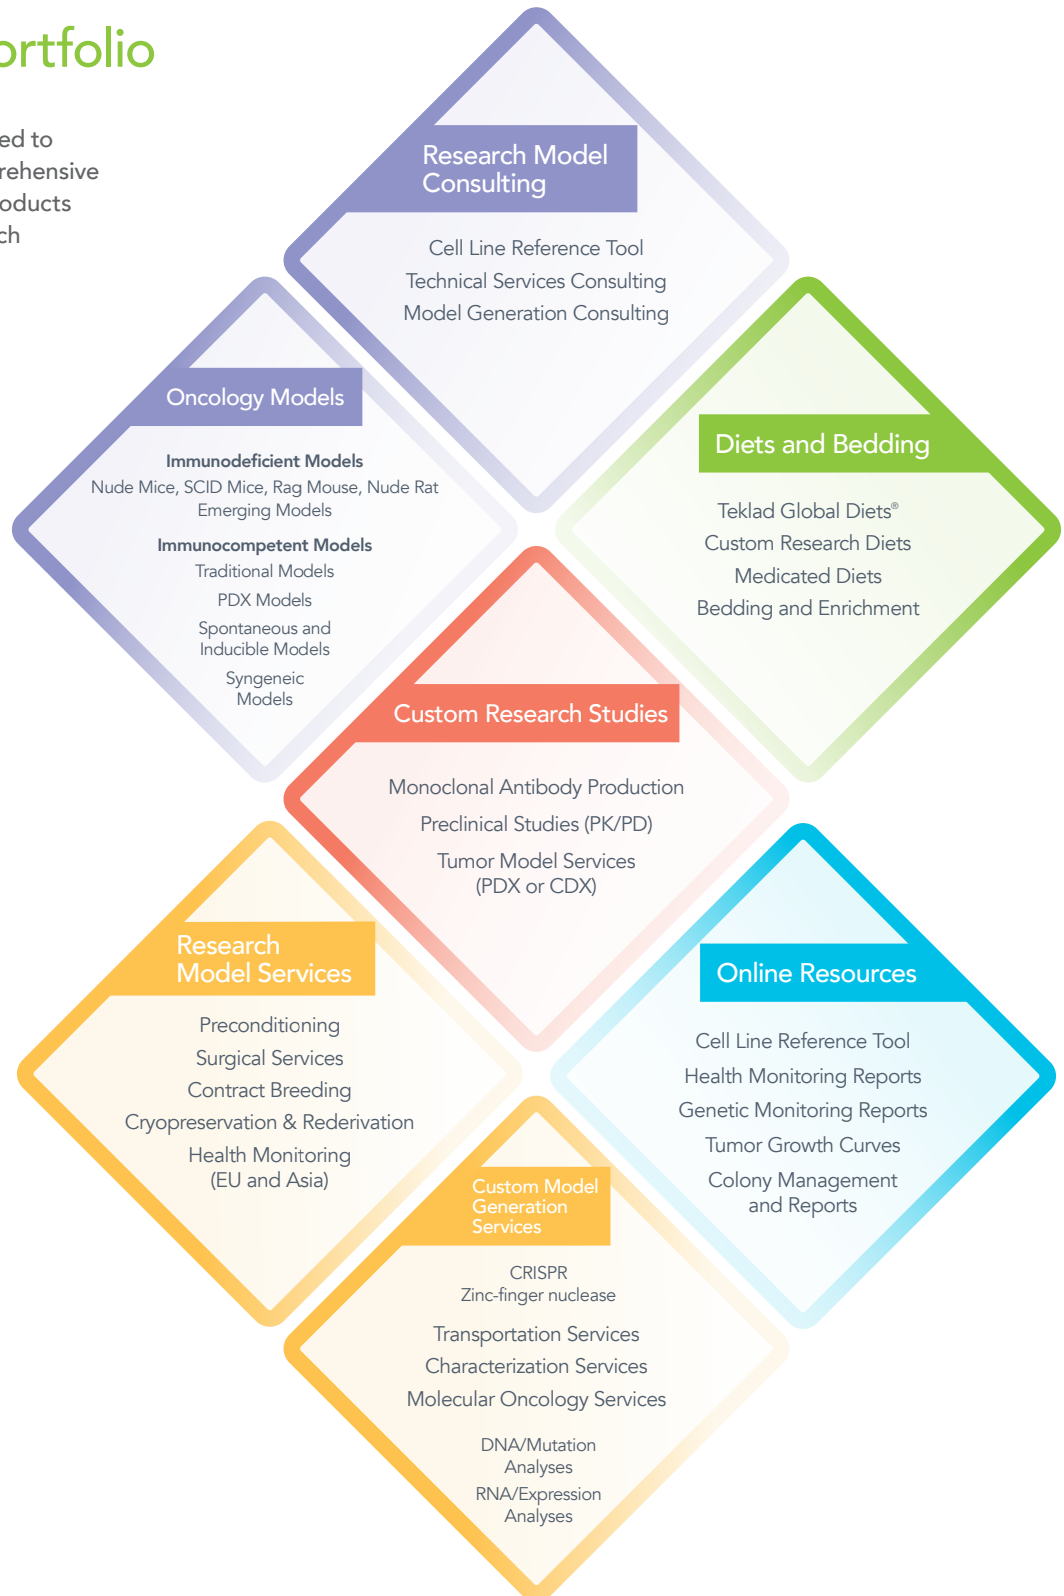 ortfolio
ed to
rehensive
oducts
ch
Research Model
Consulting
Cell Line Reference Tool
Technical Services Consulting
Model Generation Consulting
Oncology Models
Immunodeficient Models
Nude Mice, SCID Mice, Rag Mouse, Nude Rat
Emerging Models
Immunocompetent Models
Traditional Models
PDX Models
Spontaneous and
Inducible Models
Syngeneic
Models
Diets and Bedding
Teklad Global Diets®
Custom Research Diets
Medicated Diets
Bedding and Enrichment
Custom Research Studies
Monoclonal Antibody Production
Preclinical Studies (PK/PD)
Tumor Model Services
(PDX or CDX)
Research
Model Services
Preconditioning
Surgical Services
Contract Breeding
Cryopreservation & Rederivation
Health Monitoring
(EU and Asia)
Online Resources
Cell Line Reference Tool
Health Monitoring Reports
Genetic Monitoring Reports
Tumor Growth Curves
Colony Management
and Reports
Custom Model
Generation
Services
CRISPR
Zinc-finger nuclease
Transportation Services
Characterization Services
Molecular Oncology Services
DNA/Mutation
Analyses
RNA/Expression
Analyses